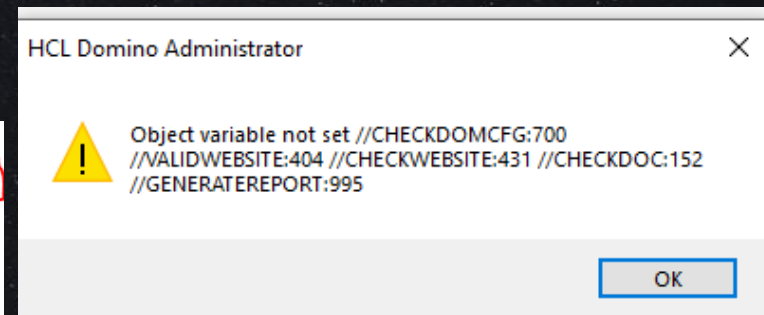 HCL Domino Administrator
Object variable not set //CHECKDOMCFG:700
//VALIDWEBSITE:404 //CHECKWEBSITE:431 //CHECKDOC:152
//GENERATEREPORT:995
OK